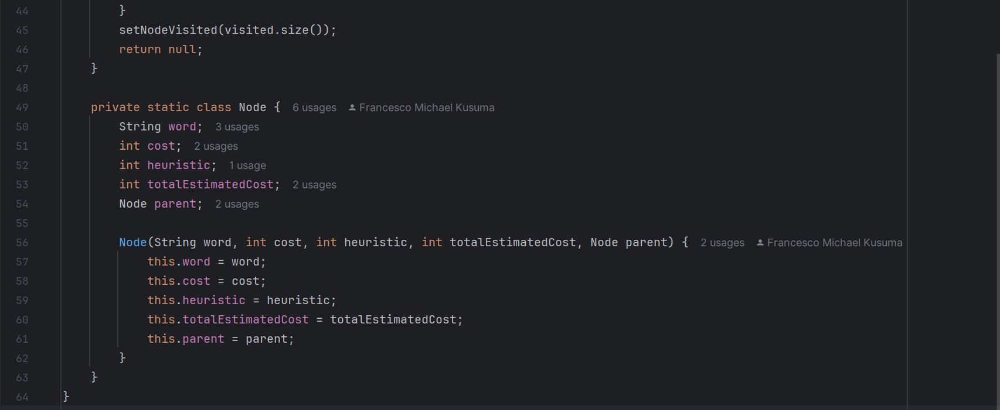 44 }
45 setNodeVisited(visited.size());
46 return null;
47 }
48
49 private static class Node { 6 usages Francesco Michael Kusuma
50 String word; 3 usages
51 int cost; 2 usages
52 int heuristic; 1 usage
53 int totalEstimatedCost; 2 usages
54 Node parent; 2 usages
55
56 Node(String word, int cost, int heuristic, int totalEstimatedCost, Node parent) { 2 usages Francesco Michael Kusuma
57 this.word = word;
58 this.cost = cost;
59 this.heuristic = heuristic;
60 this.totalEstimatedCost = totalEstimatedCost;
61 this.parent = parent;
62 }
63 }
64 }